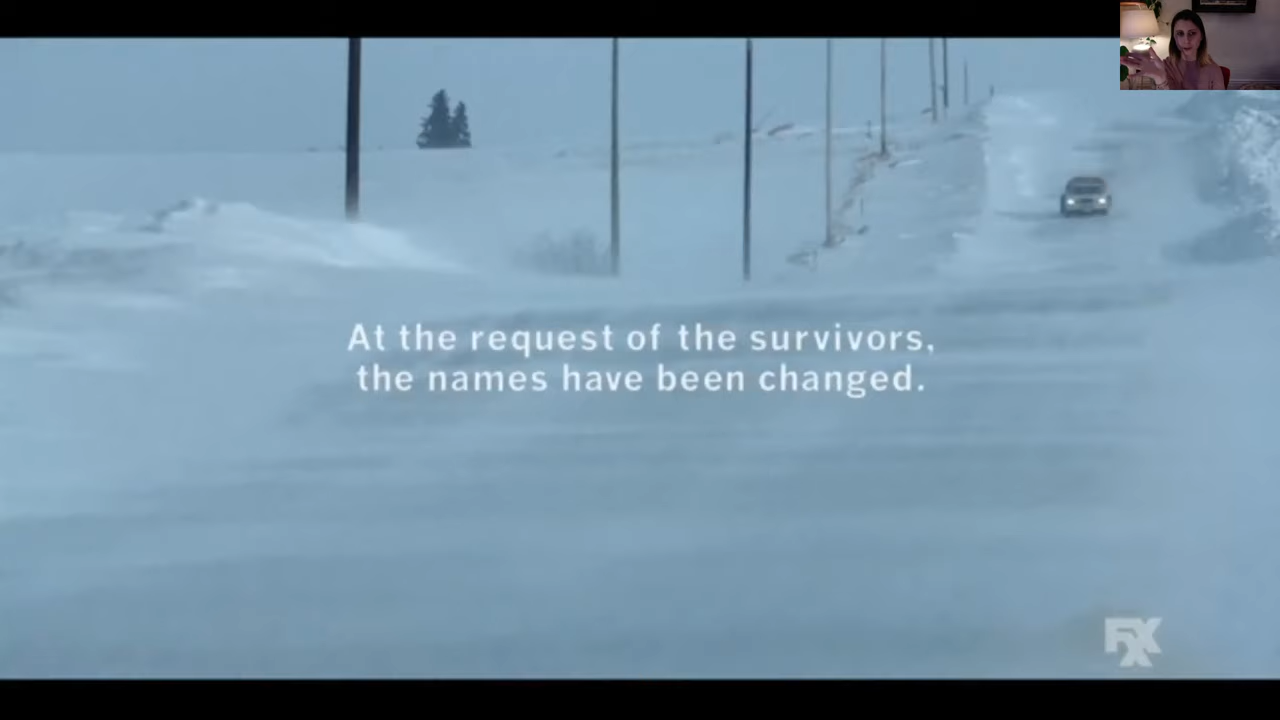 At the request of the survivors,
the names have been changed.
FX